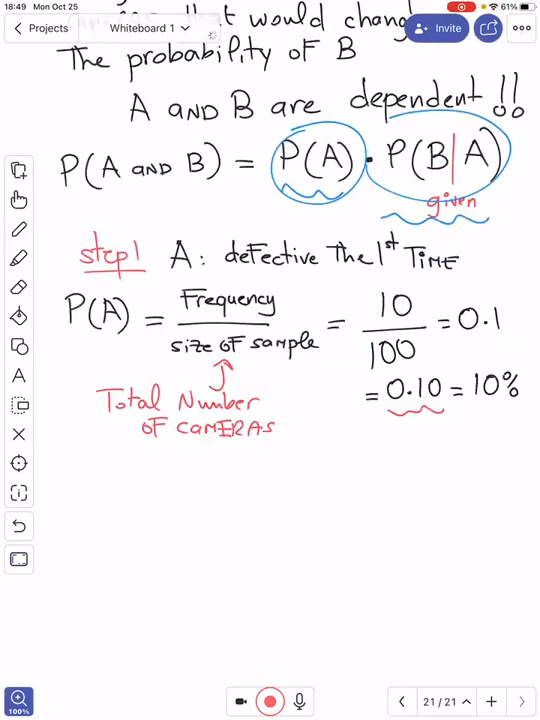 18:49 Mon Oct 25
61%
that would chang
Projects
Whiteboard 1
Invite
The probability of B
A AND B are dependent !!
P(A AND B) = P(A) · P(B|A)
given
step1 A: defective The 1st TIME
P(A) = Frequency / size OF sample = 10 / 100 = 0.1
= 0.10 = 10%
Total Number
OF CAMERAS
A
100%
21/21